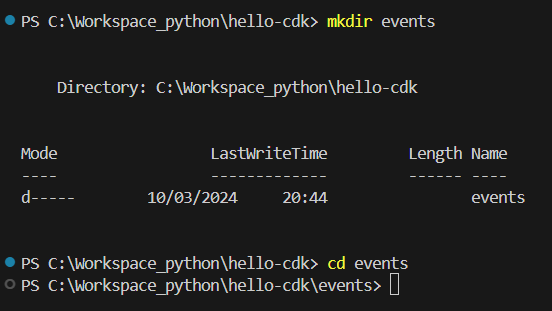 PS C:\Workspace_python\hello-cdk> mkdir events
Directory: C:\Workspace_python\hello-cdk
Mode LastWriteTime Length Name
---- ------------- ------ ----
d----- 10/03/2024 20:44 events
PS C:\Workspace_python\hello-cdk> cd events
PS C:\Workspace_python\hello-cdk\events>